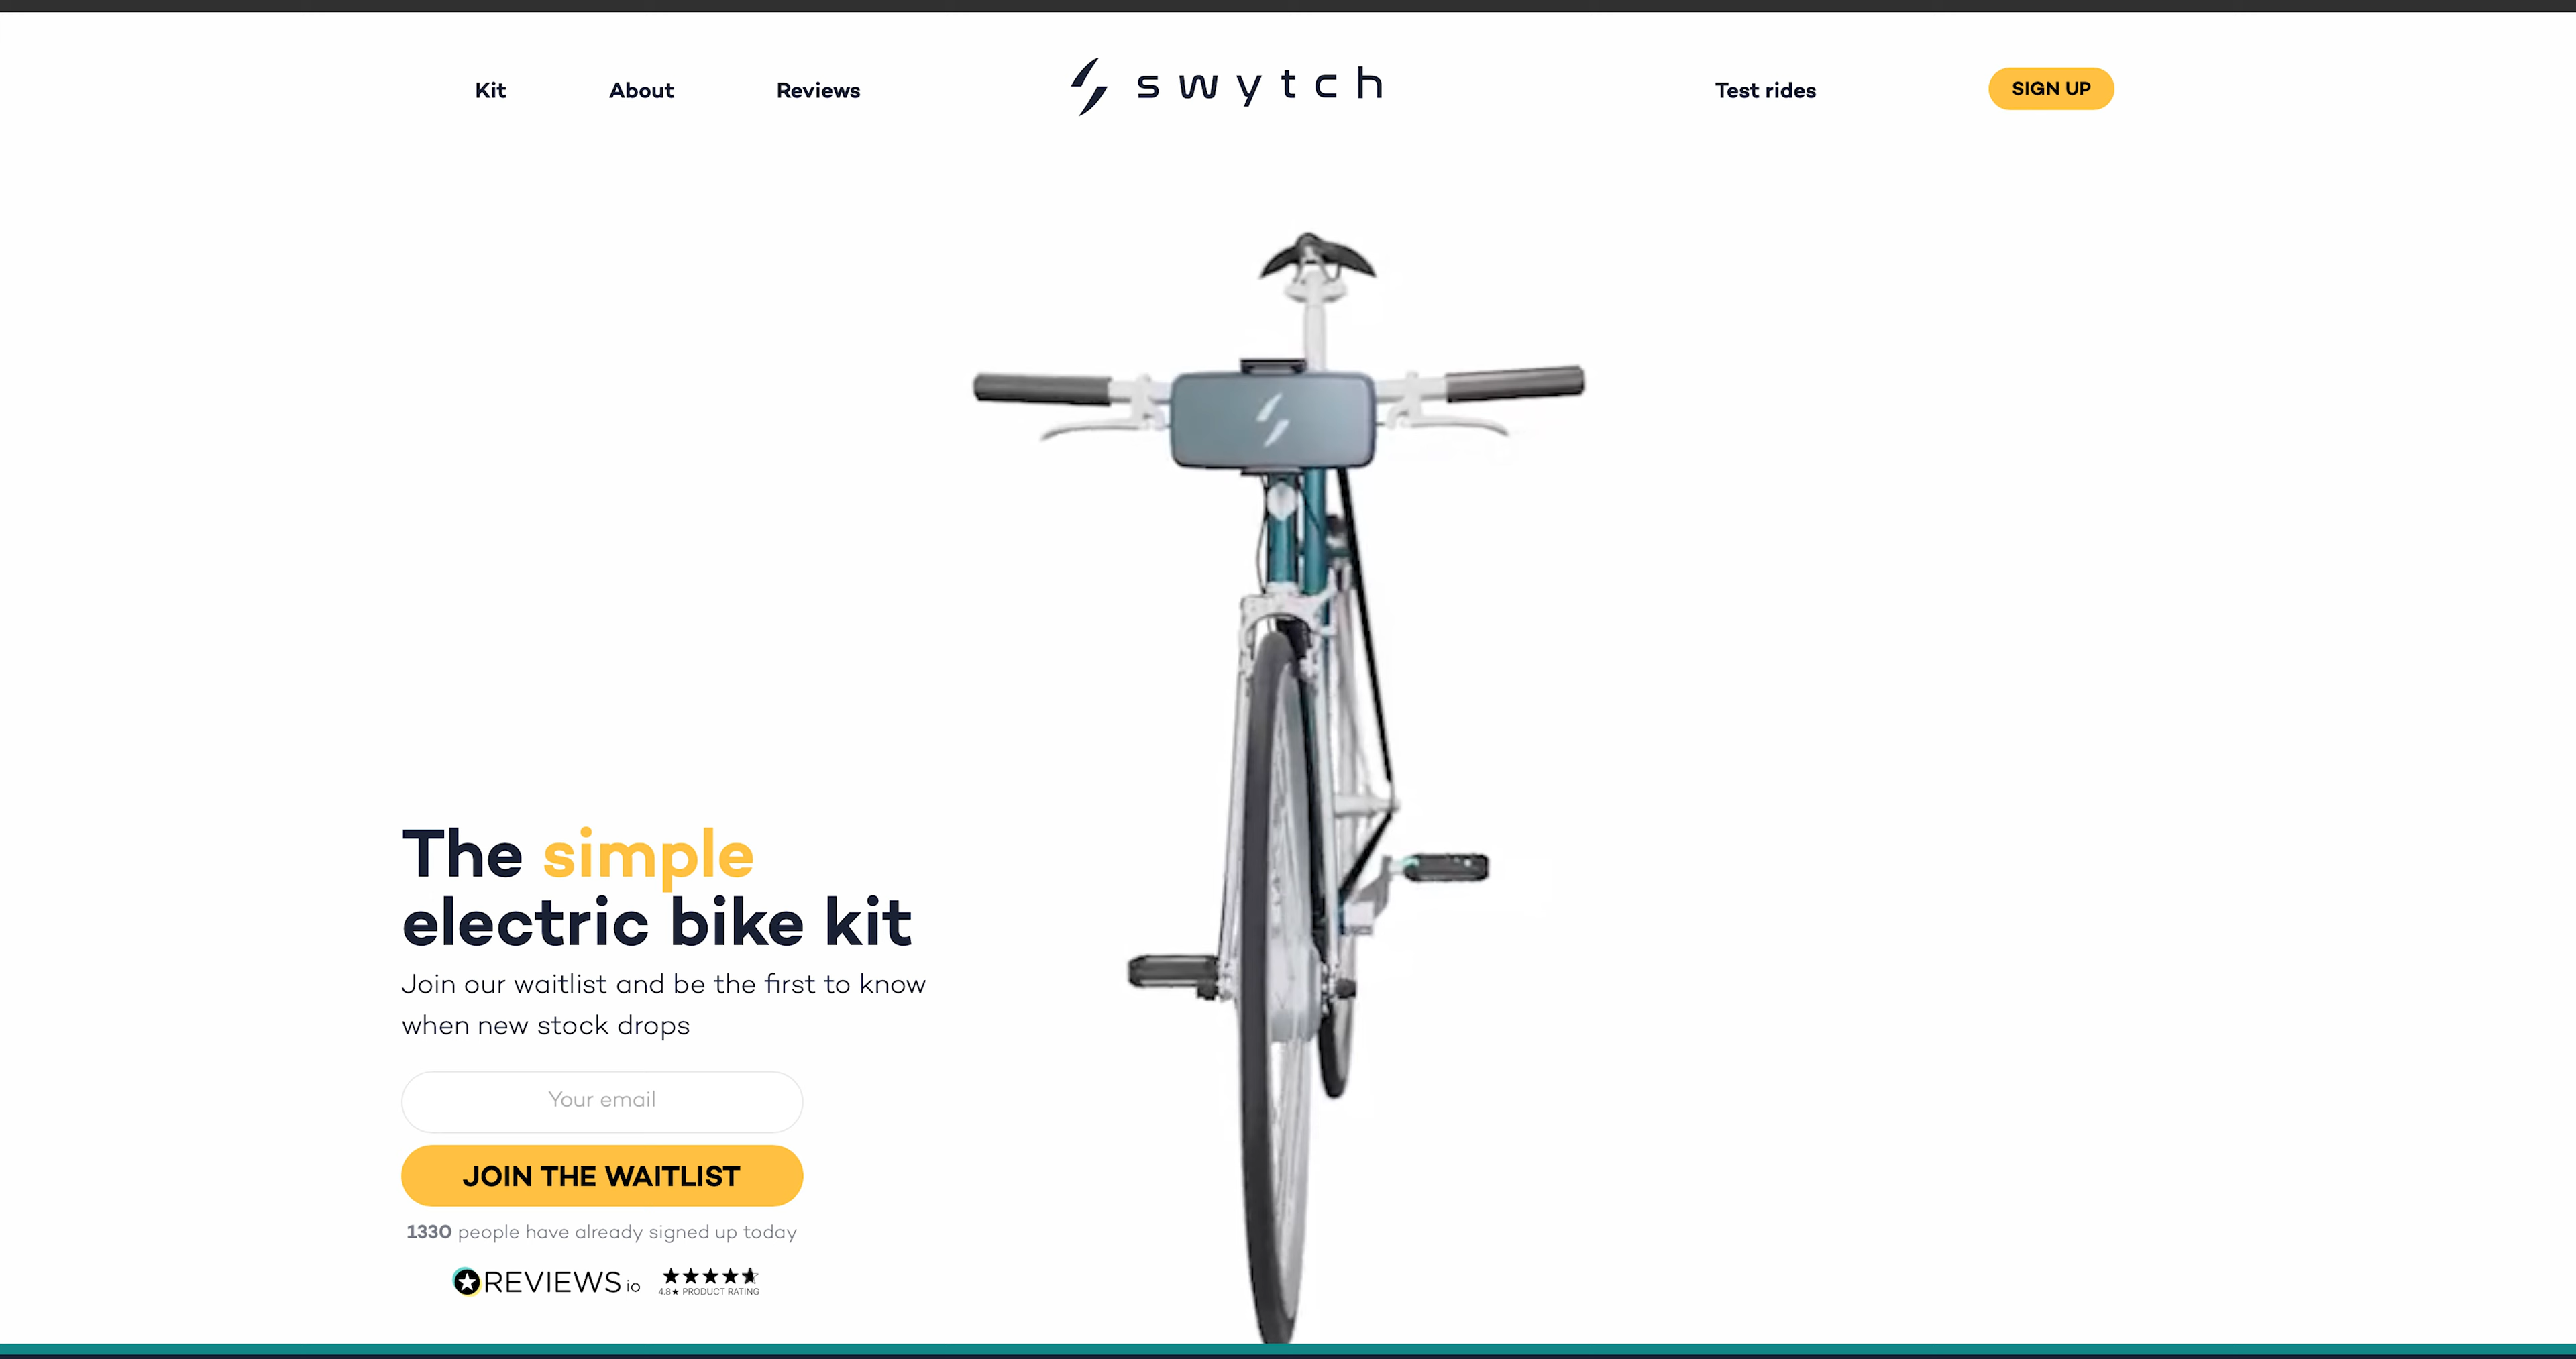 Kit
About
Reviews
swytch
Test rides
SIGN UP
The simple
electric bike kit
Join our waitlist and be the first to know
when new stock drops
Your email
JOIN THE WAITLIST
1330 people have already signed up today
REVIEWS io
4.8★ PRODUCT RATING